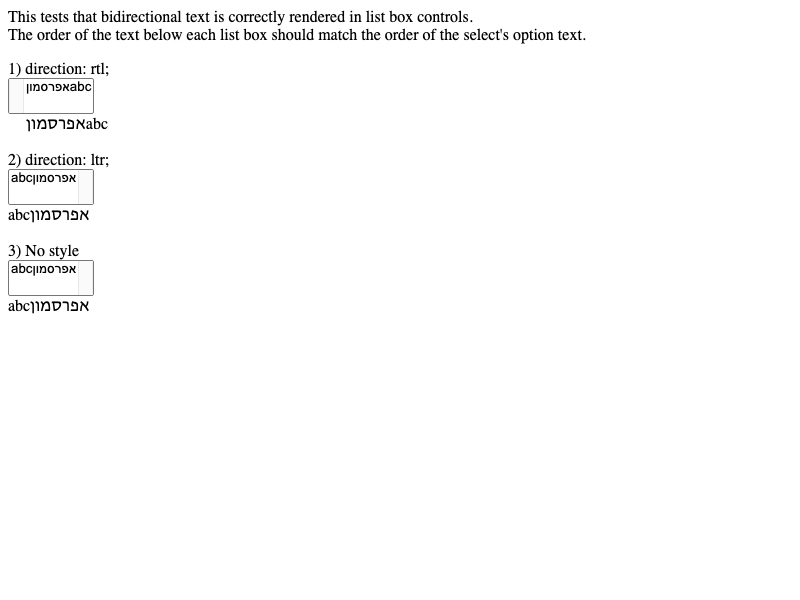 This tests that bidirectional text is correctly rendered in list box controls.
The order of the text below each list box should match the order of the select's option text.
1) direction: rtl;
abcאפרסמון
abcאפרסמון
2) direction: ltr;
abcאפרסמון
abcאפרסמון
3) No style
abcאפרסמון
abcאפרסמון